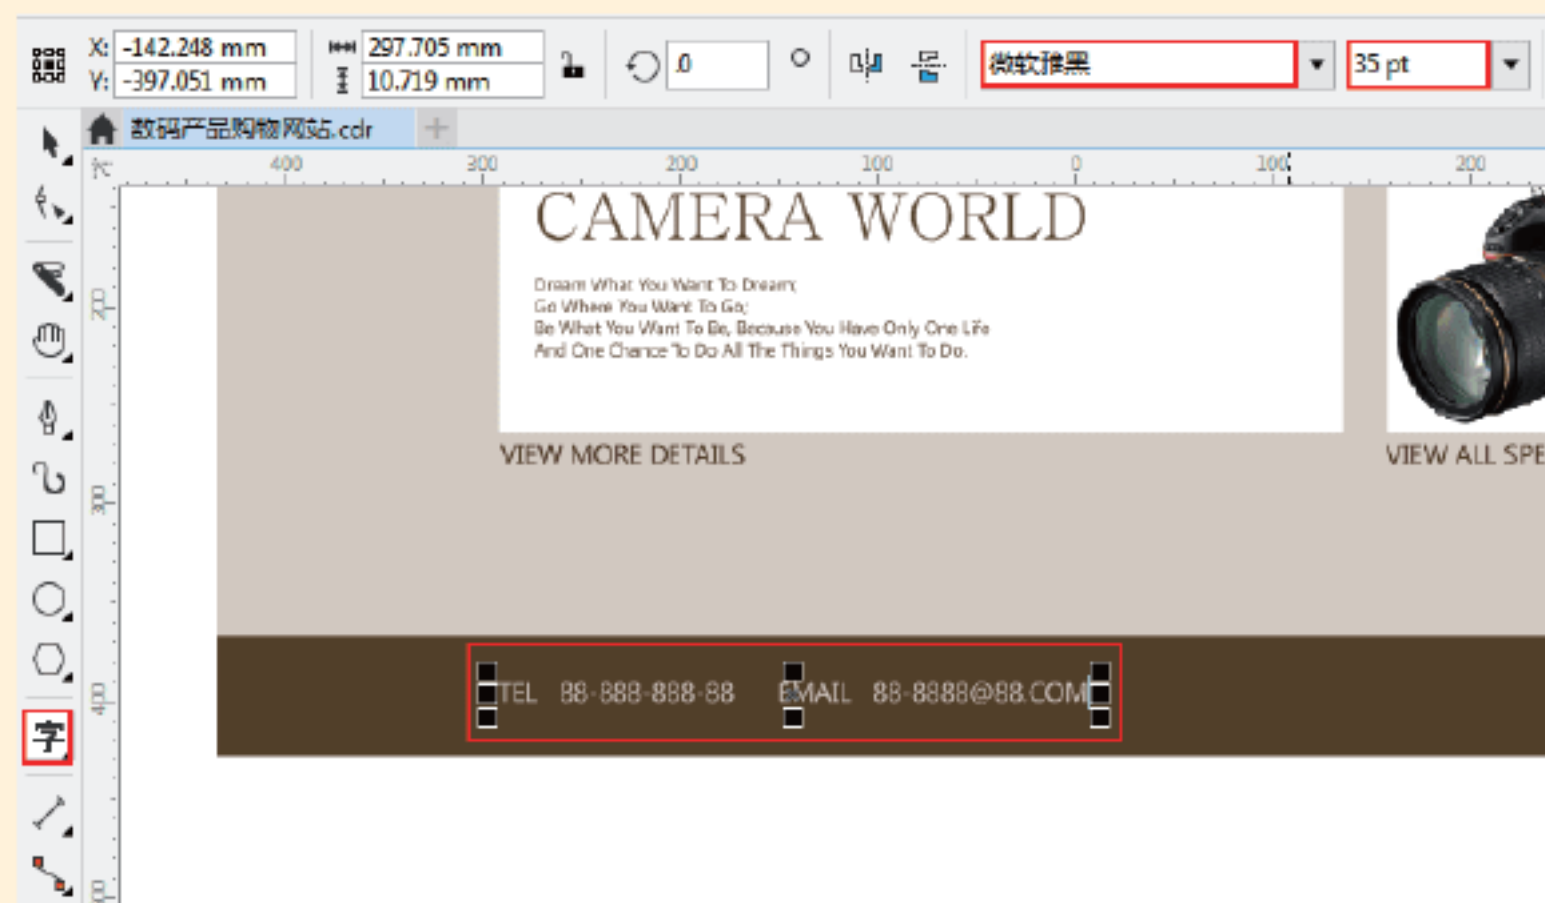 X: -142.248 mm 297.705 mm .0 ° 微软雅黑 35 pt
Y: -397.051 mm 10.719 mm
数码产品购物网站.cdr
400 300 200 100 0 100 200
CAMERA WORLD
Dream What You Want To Dream;
Go Where You Want To Go;
Be What You Want To Be, Because You Have Only One Life
And One Chance To Do All The Things You Want To Do.
VIEW MORE DETAILS
VIEW ALL SPE
200
300
400
字
TEL 88-888-888-88 EMAIL 88-8888@88.COM